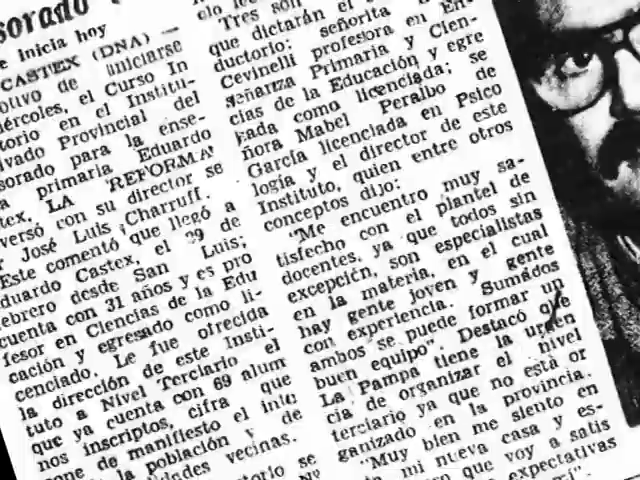 sorado
e inicia hoy
CASTEX (DNA) —
otivo de iniciarse
iércoles, el Curso In
torio en el Institu-
ivado Provincial del
sorado para la ense-
a primaria Eduardo
tex, LA REFORMA
versó con su director se
r José Luis Charruff.
Este comentó que llegó a
duardo Castex, el 29 de
ebrero desde San Luis;
cuenta con 31 años y es pro
fesor en Ciencias de la Edu
cación y egresado como li-
cenciado. Le fue ofrecida
la dirección de este Insti-
tuto a Nivel Terciario el
que ya cuenta con 69 alum
nos inscriptos, cifra que
pone de manifiesto el inte
la población y de
idades vecinas.
torio se
Tres son
que dictarán el
ductorio: señorita
Cevinelli profesora en En-
señanza Primaria y Cien-
cias de la Educación y egre
sada como licenciada; se
ñora Mabel Peralbo de
García licenciada en Psico
logía y el director de este
Instituto, quien entre otros
conceptos dijo:
"Me encuentro muy sa-
tisfecho con el plantel de
docentes, ya que todos sin
excepción, son especialistas
en la materia, en el cual
hay gente joven y gente
con experiencia. Sumados
ambos se puede formar un
buen equipo". Destacó que
La Pampa tiene la urgen
cia de organizar el nivel
terciario ya que no está or
ganizado en la provincia.
"Muy bien me siento en
mi nueva casa y es-
que voy a satis
expectativas